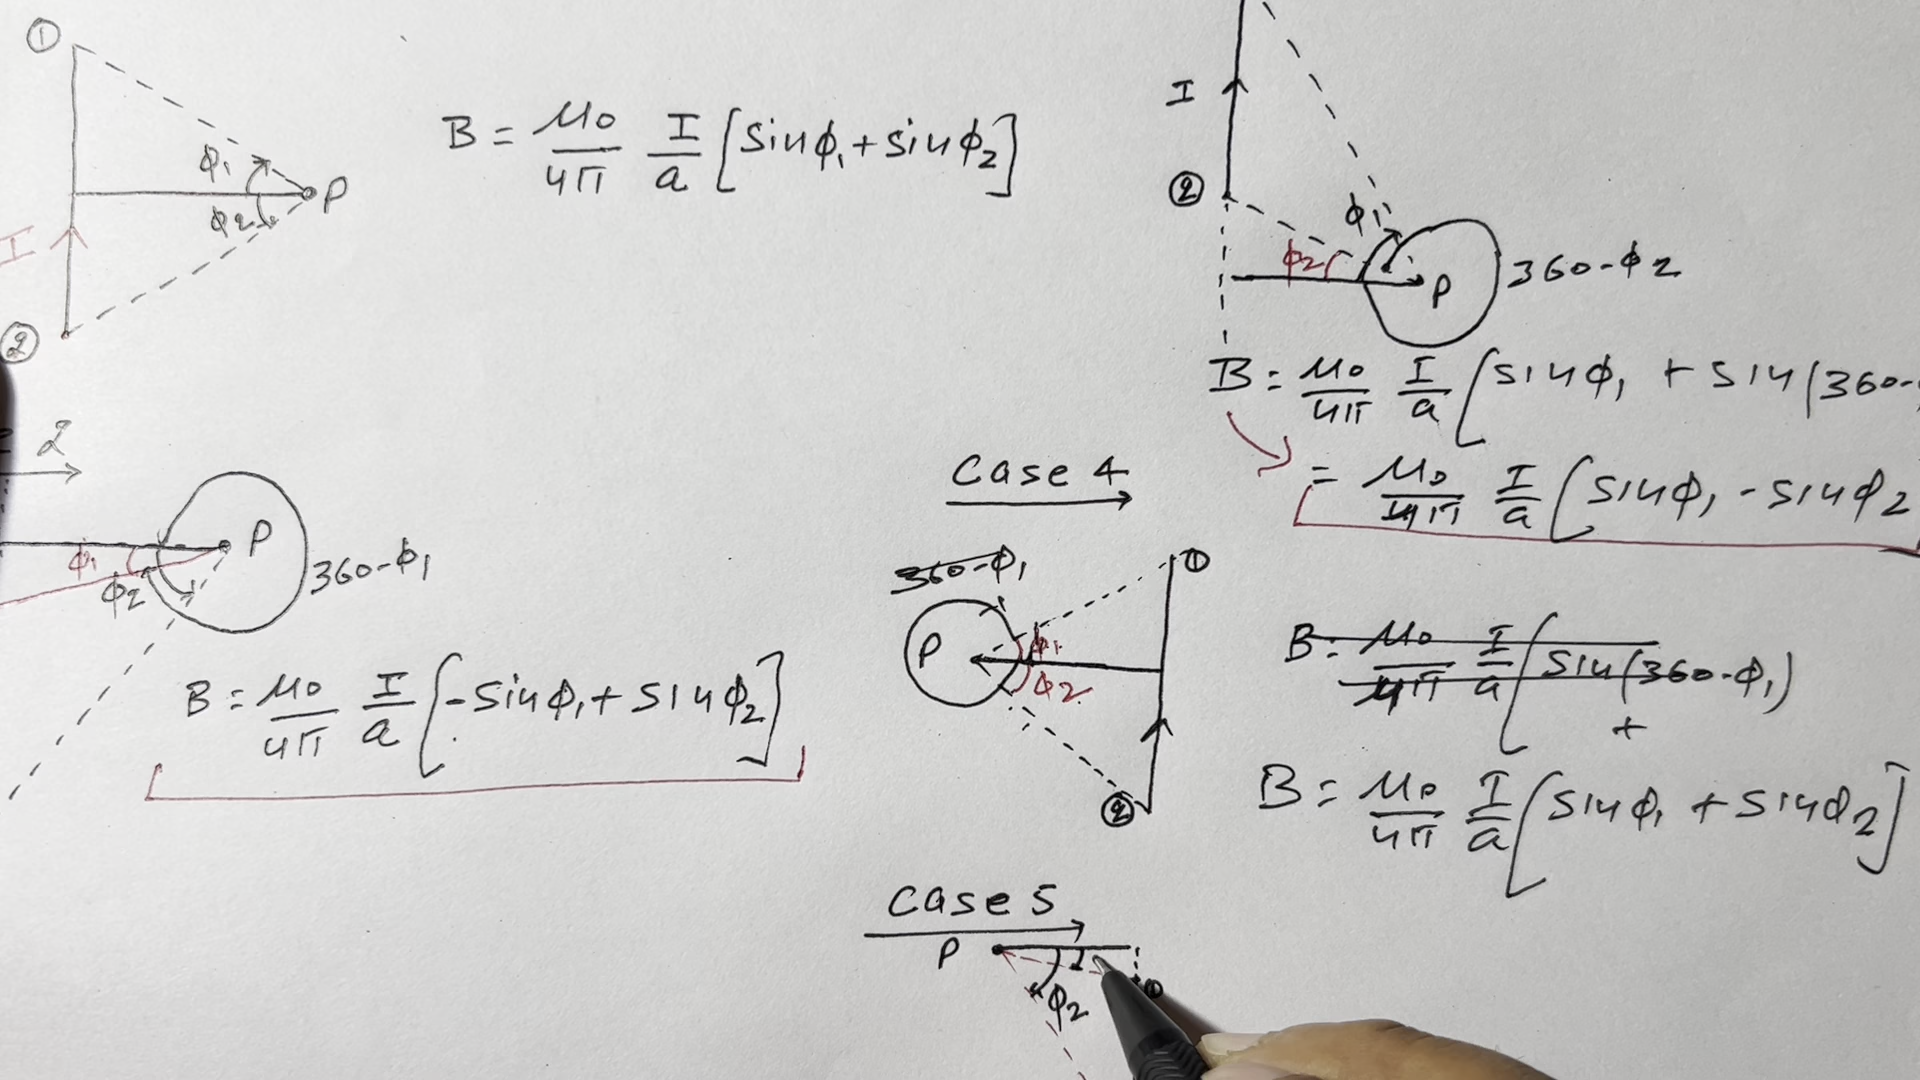 ①
φ₁
φ₂
P
I
②
B = μ₀/4π I/a [sinφ₁ + sinφ₂]
2
P
φ₁
φ₂
360-φ₁
B = μ₀/4π I/a [-sinφ₁ + sinφ₂]
I
②
φ₁
φ₂
P
360-φ₂
B = μ₀/4π I/a [sinφ₁ + sin(360-
= μ₀/4π I/a [sinφ₁ - sinφ₂
Case 4
360-φ₁
①
P
φ₁
φ₂
②
B = μ₀/4π I/a [sin(360-φ₁)
+
B = μ₀/4π I/a [sinφ₁ + sinφ₂]
Case 5
P
φ₂
①